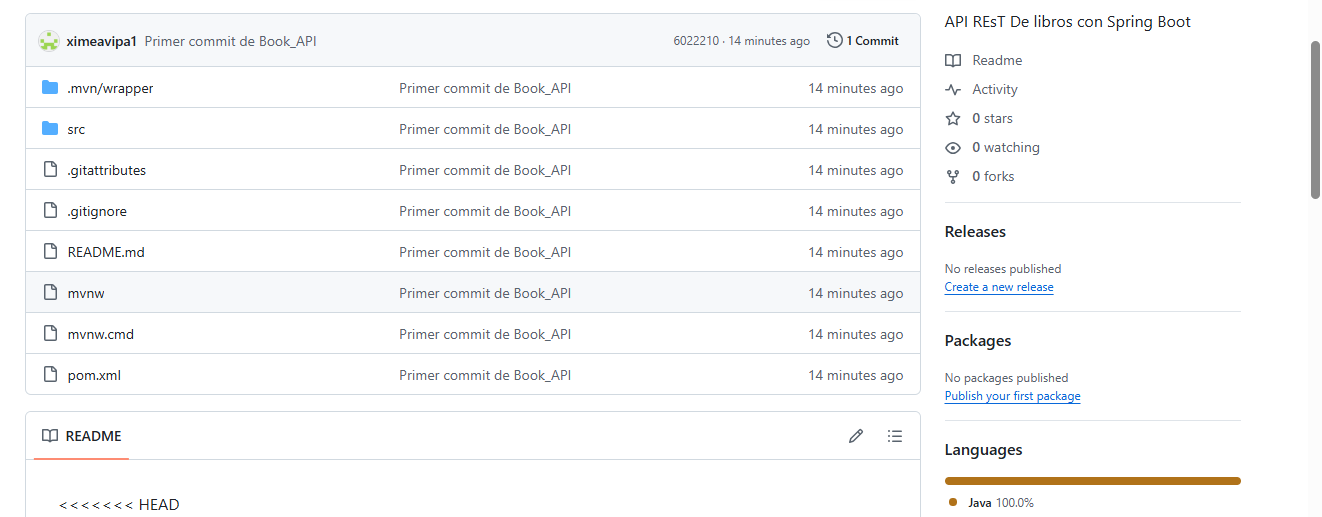 ximeavipa1 Primer commit de Book_API 6022210 · 14 minutes ago 1 Commit
.mvn/wrapper Primer commit de Book_API 14 minutes ago
src Primer commit de Book_API 14 minutes ago
.gitattributes Primer commit de Book_API 14 minutes ago
.gitignore Primer commit de Book_API 14 minutes ago
README.md Primer commit de Book_API 14 minutes ago
mvnw Primer commit de Book_API 14 minutes ago
mvnw.cmd Primer commit de Book_API 14 minutes ago
pom.xml Primer commit de Book_API 14 minutes ago
README
<<<<<<< HEAD
API REsT De libros con Spring Boot
Readme
Activity
0 stars
0 watching
0 forks
Releases
No releases published
Create a new release
Packages
No packages published
Publish your first package
Languages
Java 100.0%